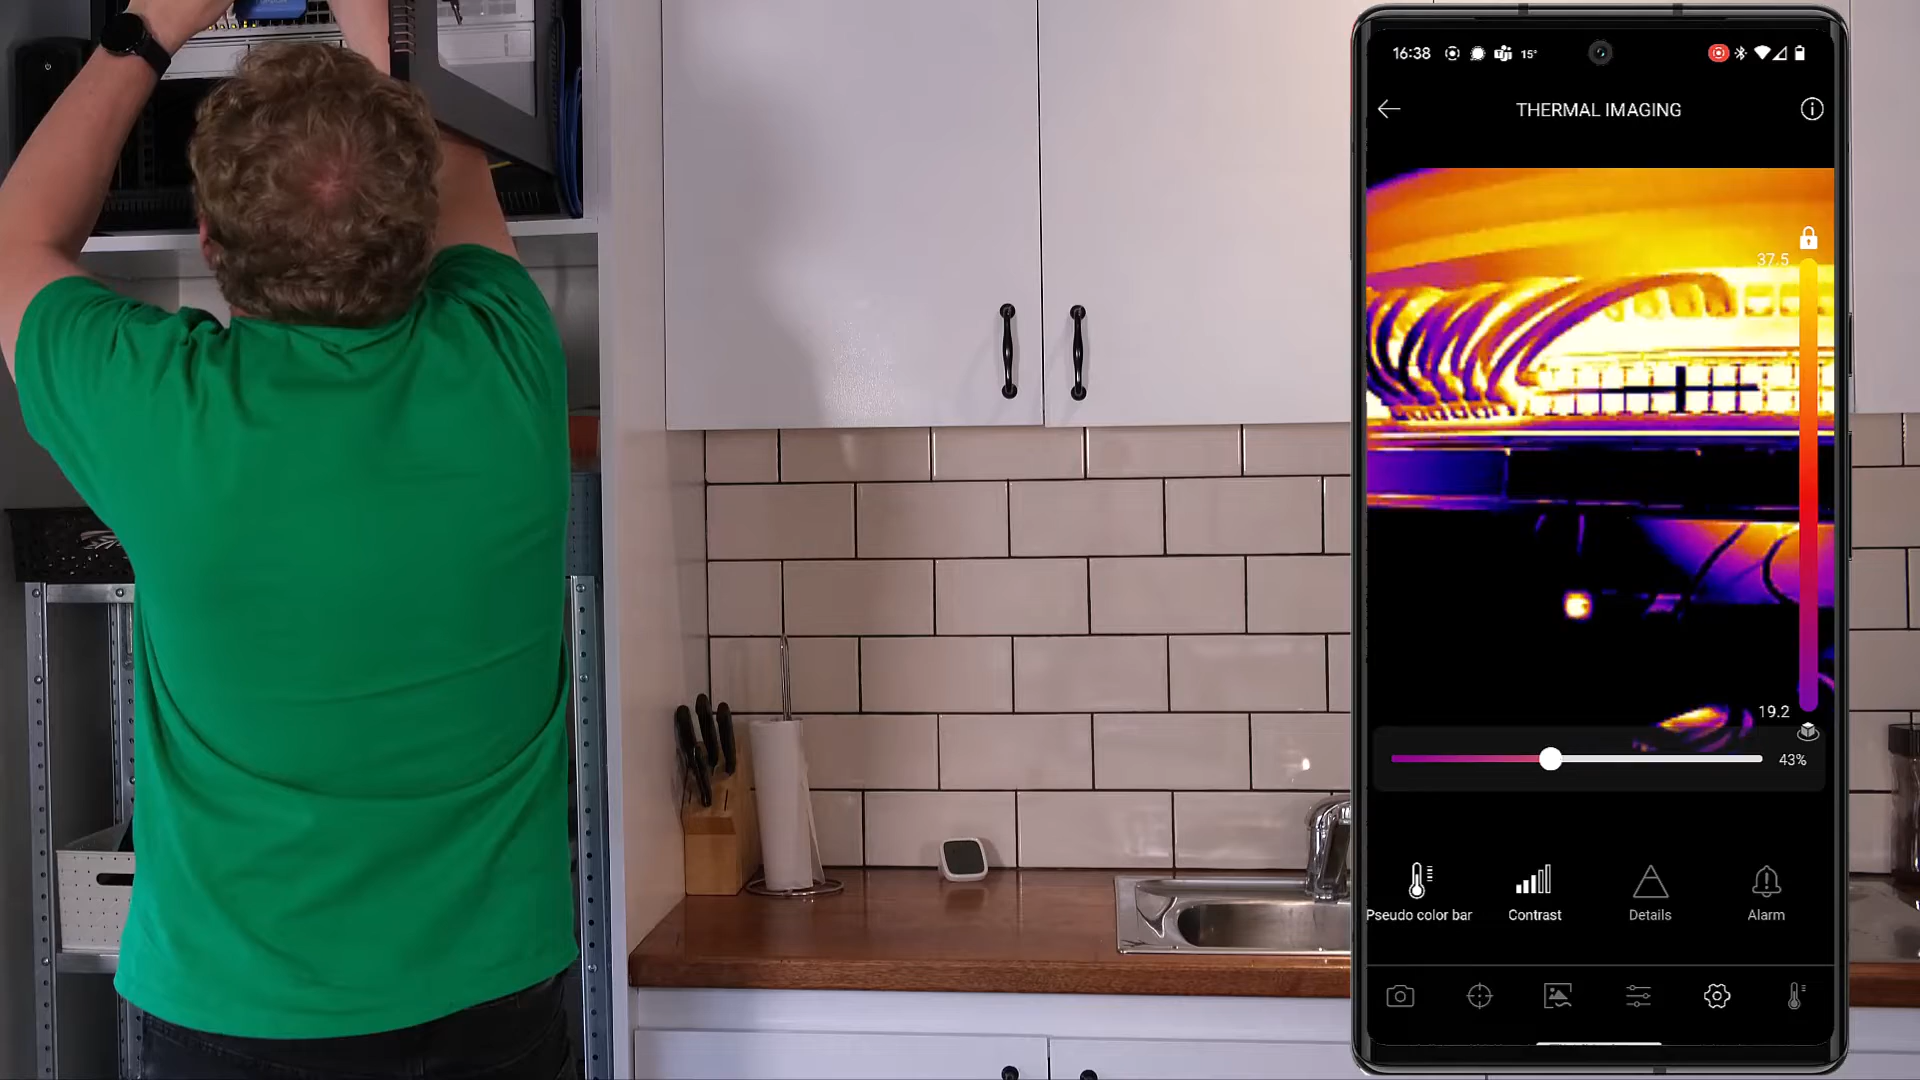 16:38
15°
THERMAL IMAGING
37.5
19.2
43%
Pseudo color bar
Contrast
Details
Alarm